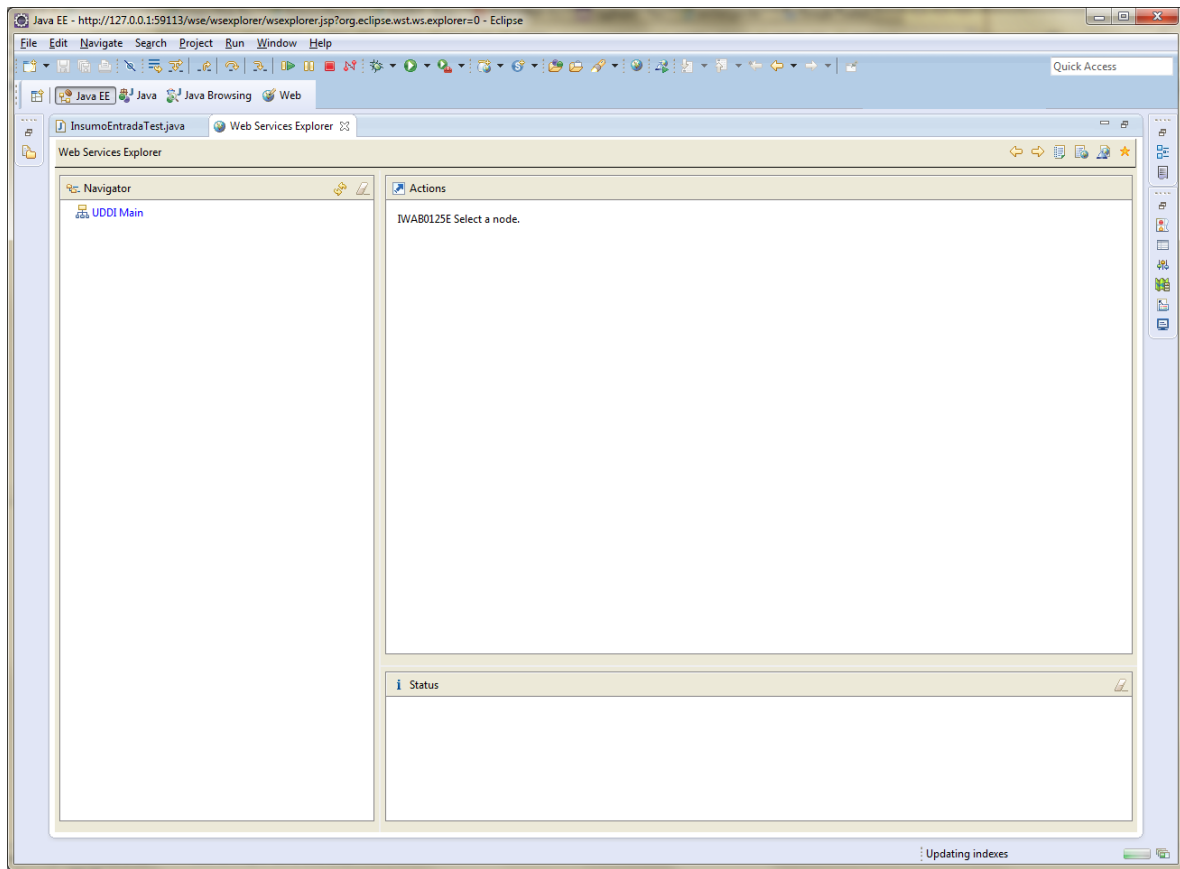 Java EE - http://127.0.0.1:59113/wse/wsexplorer/wsexplorer.jsp?org.eclipse.wst.ws.explorer=0 - Eclipse
File Edit Navigate Search Project Run Window Help
Quick Access
Java EE Java Java Browsing Web
InsumoEntradaTest.java Web Services Explorer
Web Services Explorer
Navigator
UDDI Main
Actions
IWAB0125E Select a node.
Status
Updating indexes